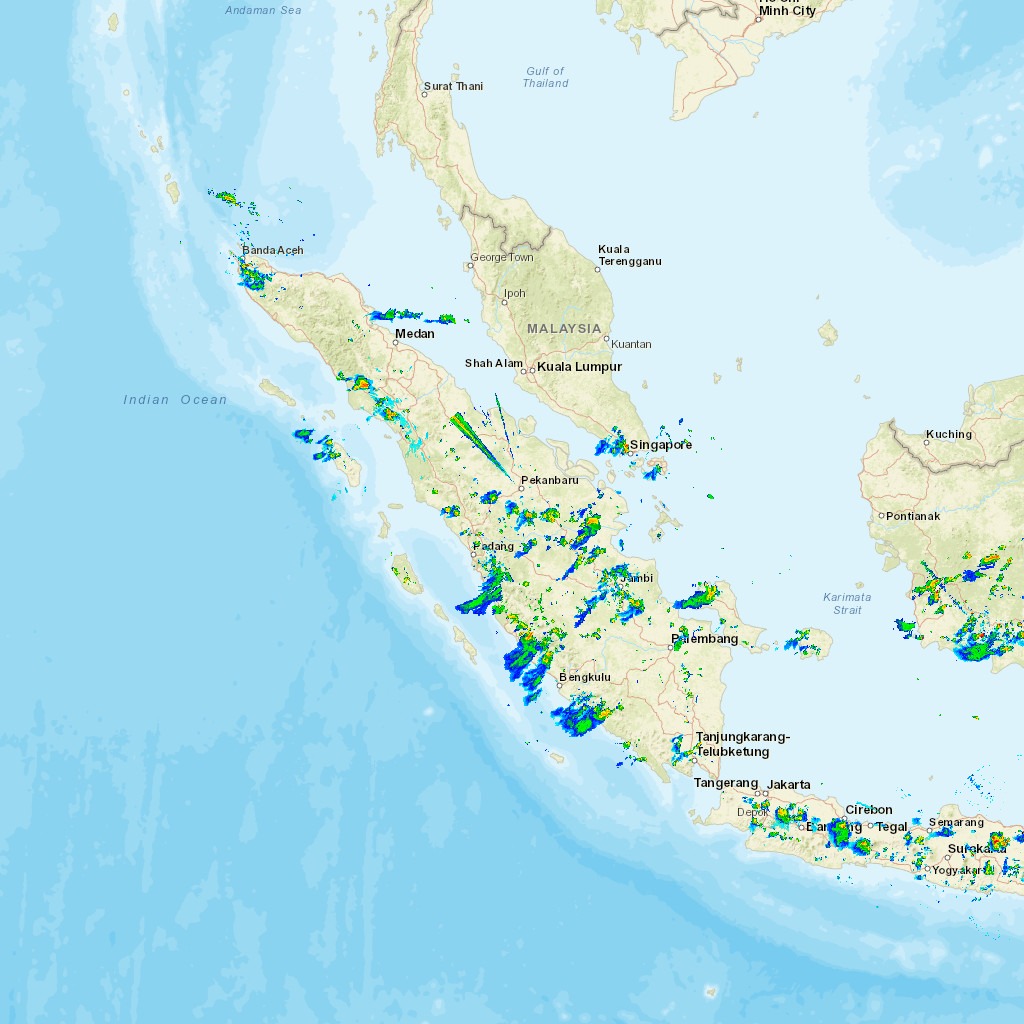 Andaman Sea
Minh City
Gulf of
Thailand
Surat Thani
Banda Aceh
George Town
Kuala
Terengganu
Ipoh
MALAYSIA
Medan
Kuantan
Shah Alam
Kuala Lumpur
Indian Ocean
Kuching
Singapore
Pekanbaru
Pontianak
Padang
Jambi
Karimata
Strait
Palembang
Bengkulu
Tanjungkarang-
Telubketung
Tangerang
Jakarta
Depok
Cirebon
Bandung
Tegal
Semarang
Surakarta
Yogyakarta